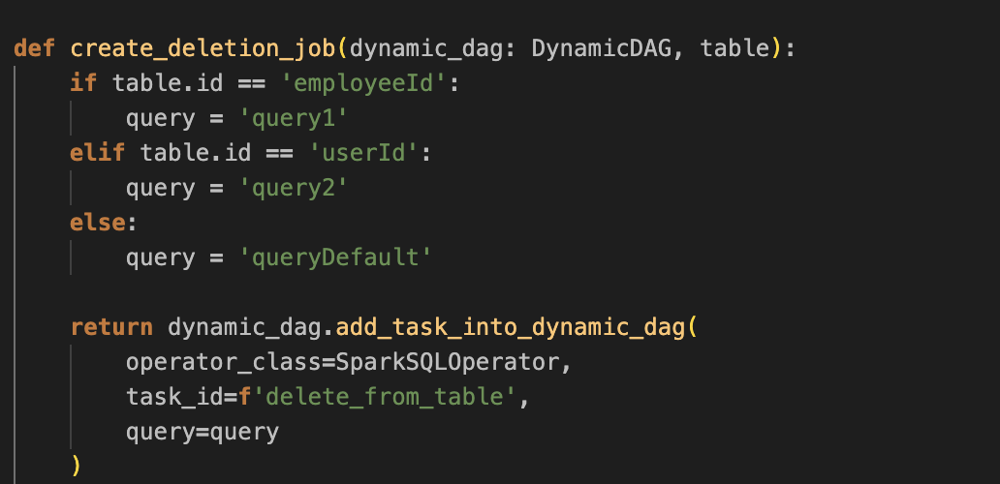 def create_deletion_job(dynamic_dag: DynamicDAG, table):
    if table.id == 'employeeId':
        query = 'query1'
    elif table.id == 'userId':
        query = 'query2'
    else:
        query = 'queryDefault'

    return dynamic_dag.add_task_into_dynamic_dag(
        operator_class=SparkSQLOperator,
        task_id=f'delete_from_table',
        query=query
    )